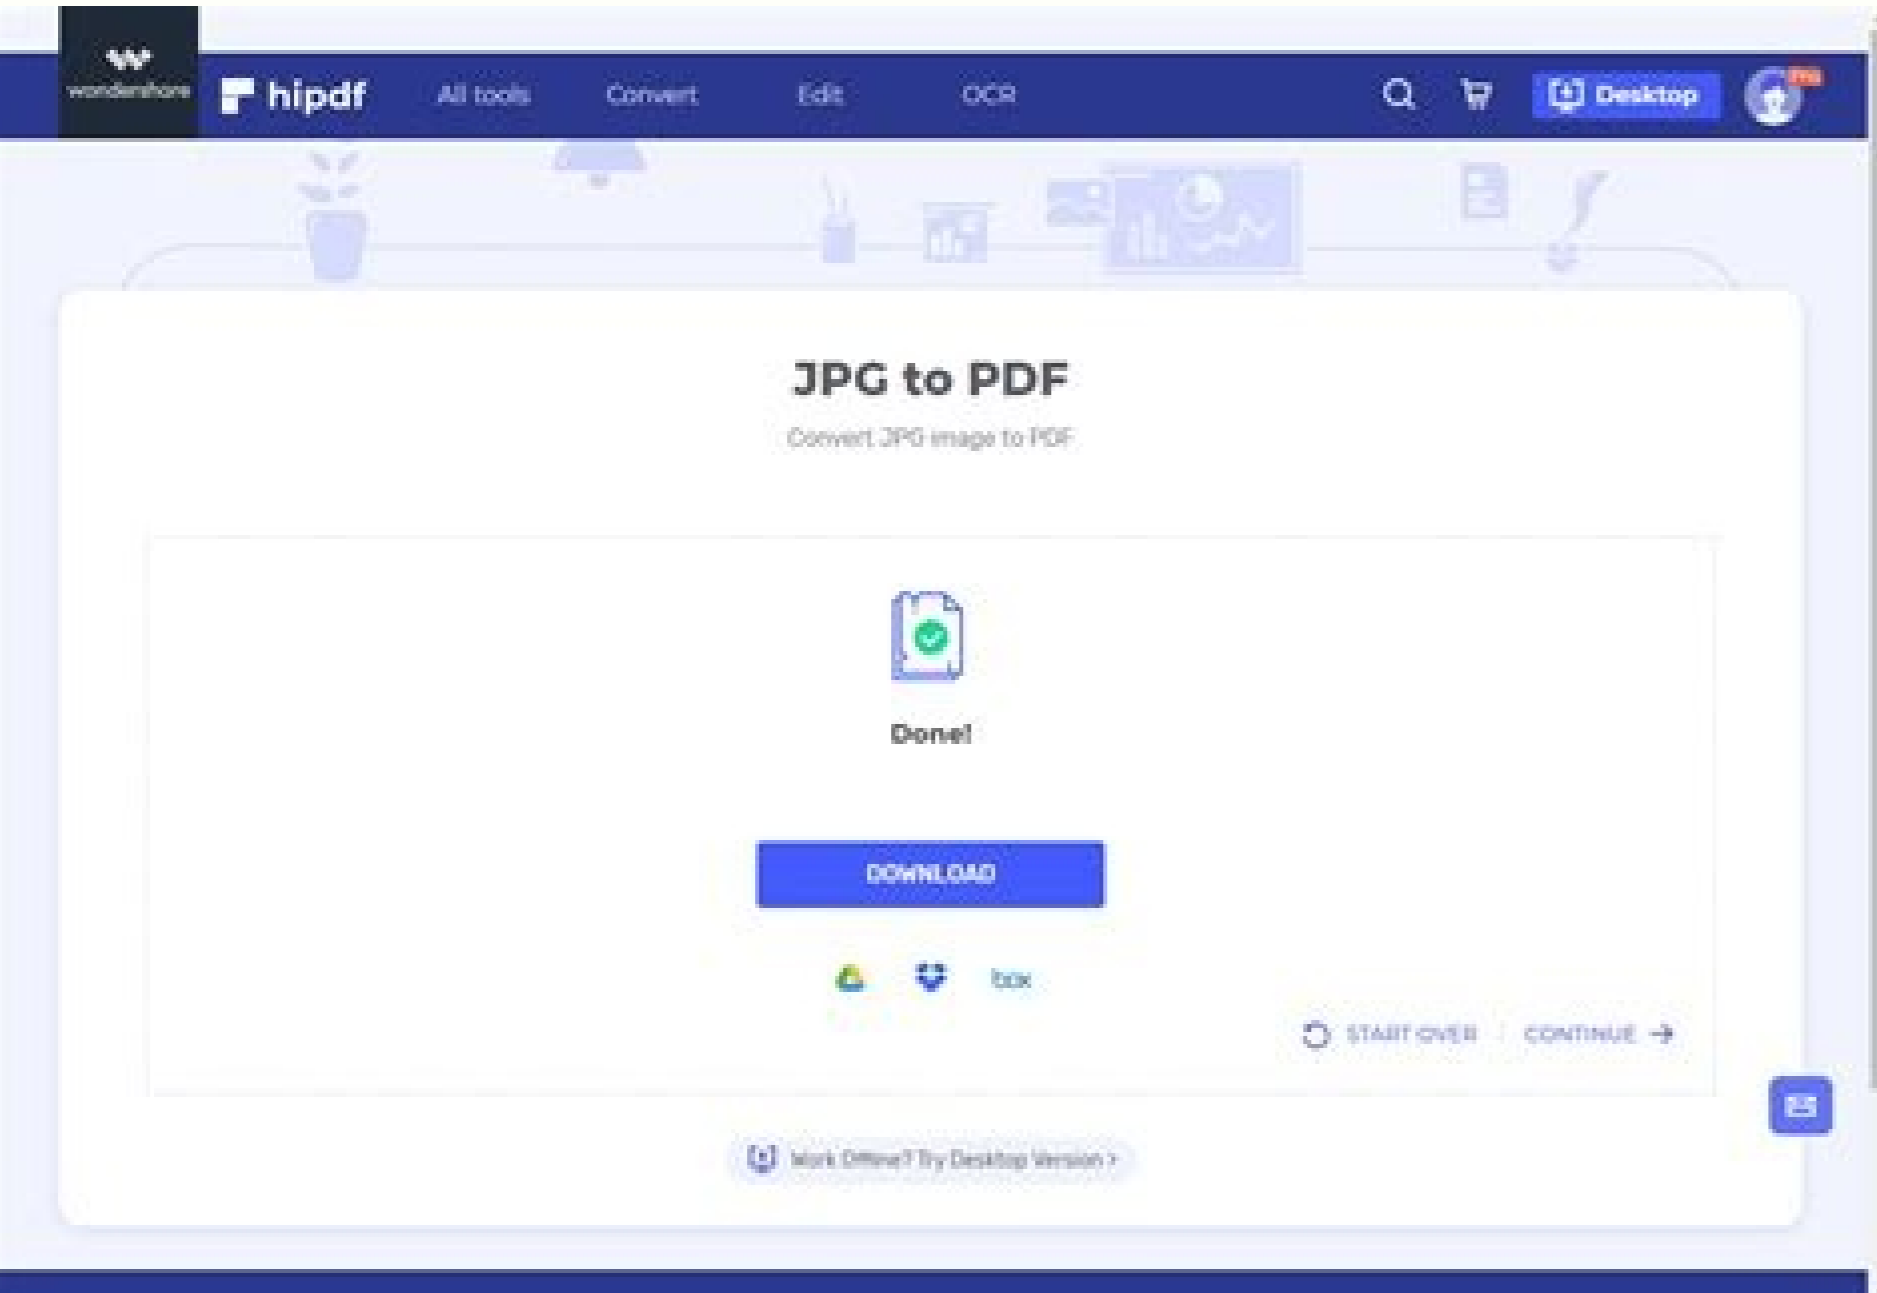 wondershare
hipdf All tools Convert Edit OCR Desktop Pro
JPG to PDF
Convert JPG image to PDF
Done!
DOWNLOAD
box
START OVER CONTINUE
Work Offline? Try Desktop Version >